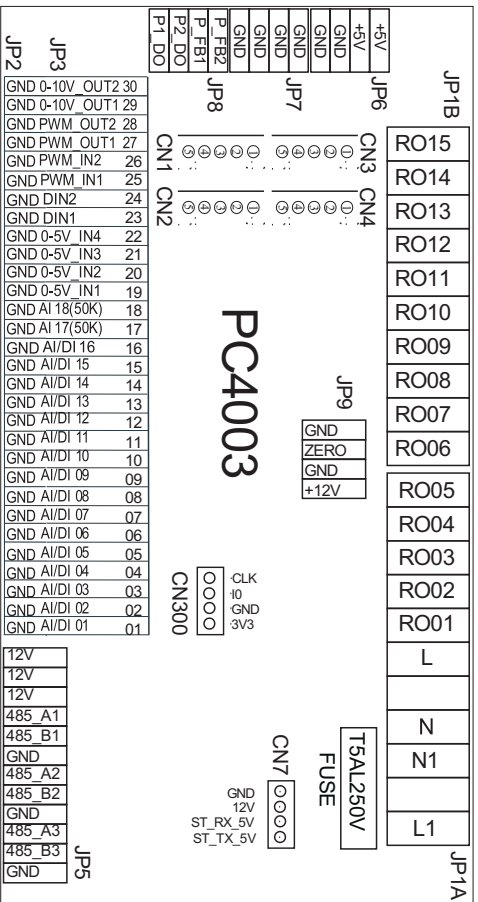 P1_DO
P2_DO
P_FB1
P_FB2
GND
GND
GND
GND
GND
GND
+5V
+5V
JP2
JP3
JP8
JP7
JP6
JP1B
GND 0-10V_OUT2 30
GND 0-10V_OUT1 29
GND PWM_OUT2 28
GND PWM_OUT1 27
GND PWM_IN2 26
GND PWM_IN1 25
GND DIN2 24
GND DIN1 23
GND 0-5V_IN4 22
GND 0-5V_IN3 21
GND 0-5V_IN2 20
GND 0-5V_IN1 19
GND AI 18(50K) 18
GND AI 17(50K) 17
GND AI/DI 16 16
GND AI/DI 15 15
GND AI/DI 14 14
GND AI/DI 13 13
GND AI/DI 12 12
GND AI/DI 11 11
GND AI/DI 10 10
GND AI/DI 09 09
GND AI/DI 08 08
GND AI/DI 07 07
GND AI/DI 06 06
GND AI/DI 05 05
GND AI/DI 04 04
GND AI/DI 03 03
GND AI/DI 02 02
GND AI/DI 01 01
CN1
⑤④③②①
⑤④③②①
CN3
CN2
⑤④③②①
⑤④③②①
CN4
PC4003
JP9
GND
ZERO
GND
+12V
RO15
RO14
RO13
RO12
RO11
RO10
RO09
RO08
RO07
RO06
RO05
RO04
RO03
RO02
RO01
L
N
N1
L1
JP1A
CN300
CLK
I0
GND
3V3
12V
12V
12V
485_A1
485_B1
GND
485_A2
485_B2
GND
485_A3
485_B3
GND
JP5
CN7
GND
12V
ST_RX_5V
ST_TX_5V
FUSE
T5AL250V